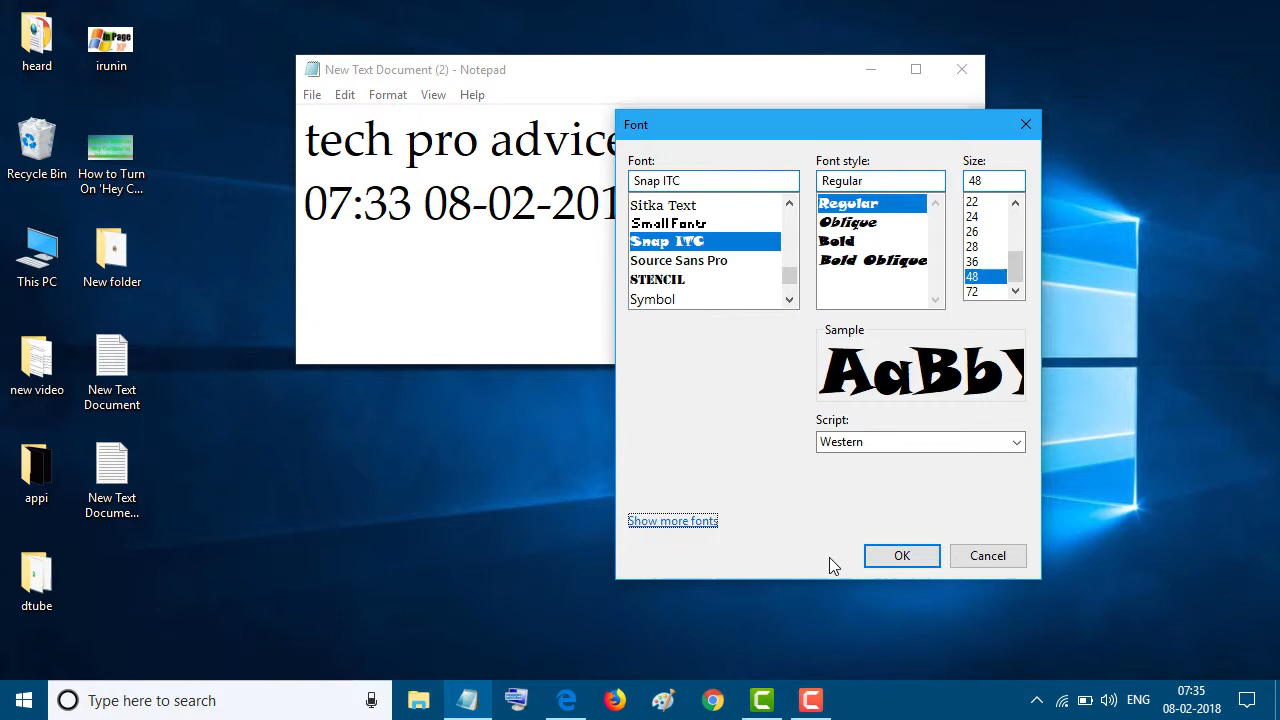 heard
in Page
XP
irunin
Recycle Bin
How to Turn
On 'Hey C...
This PC
New folder
new video
New Text
Document
appi
New Text
Docume...
dtube
New Text Document (2) - Notepad
File Edit Format View Help
tech pro advice
07:33 08-02-201
Font
Font:
Snap ITC
Sitka Text
Small Fonts
Snap ITC
Source Sans Pro
STENCIL
Symbol
Font style:
Regular
Regular
Oblique
Bold
Bold Oblique
Size:
48
22
24
26
28
36
48
72
Sample
AaBbY
Script:
Western
Show more fonts
OK
Cancel
Type here to search
ENG
07:35
08-02-2018